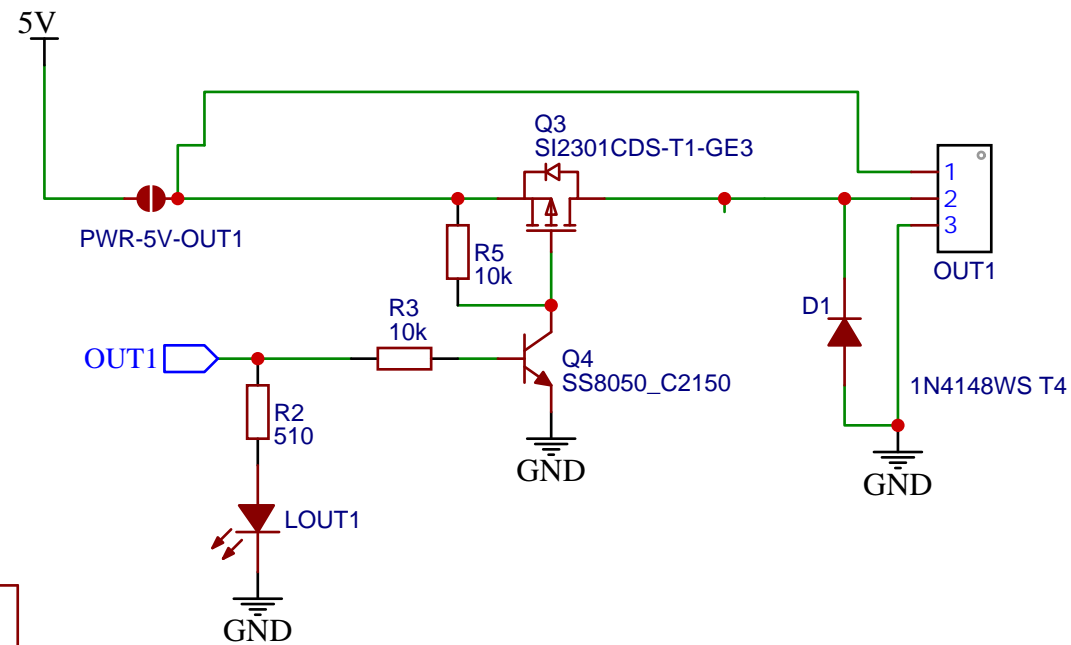 5V
Q3
SI2301CDS-T1-GE3
1
2
3
PWR-5V-OUT1
R5
10k
OUT1
D1
R3
10k
OUT1
Q4
SS8050_C2150
1N4148WS T4
R2
510
GND
GND
LOUT1
GND